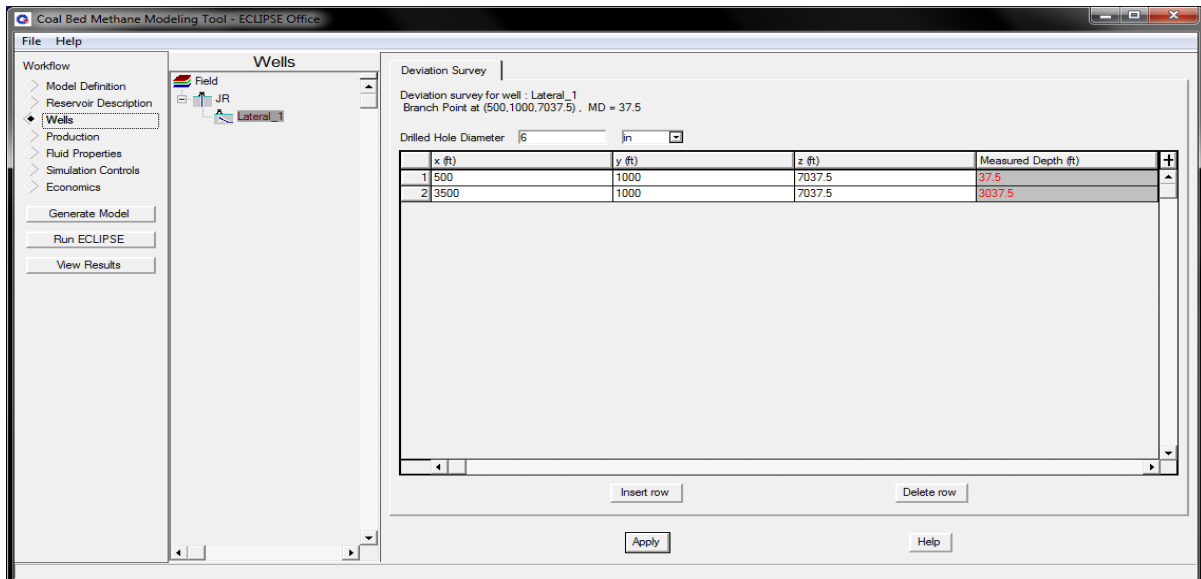 Coal Bed Methane Modeling Tool - ECLIPSE Office
File Help
Workflow
Model Definition
Reservoir Description
Wells
Production
Fluid Properties
Simulation Controls
Economics
Generate Model
Run ECLIPSE
View Results
Wells
Field
JR
Lateral_1
Deviation Survey
Deviation survey for well : Lateral_1
Branch Point at (500,1000,7037.5) , MD = 37.5
Drilled Hole Diameter 6 in
x (ft) y (ft) z (ft) Measured Depth (ft)
1 500 1000 7037.5 37.5
2 3500 1000 7037.5 3037.5
Insert row Delete row
Apply Help